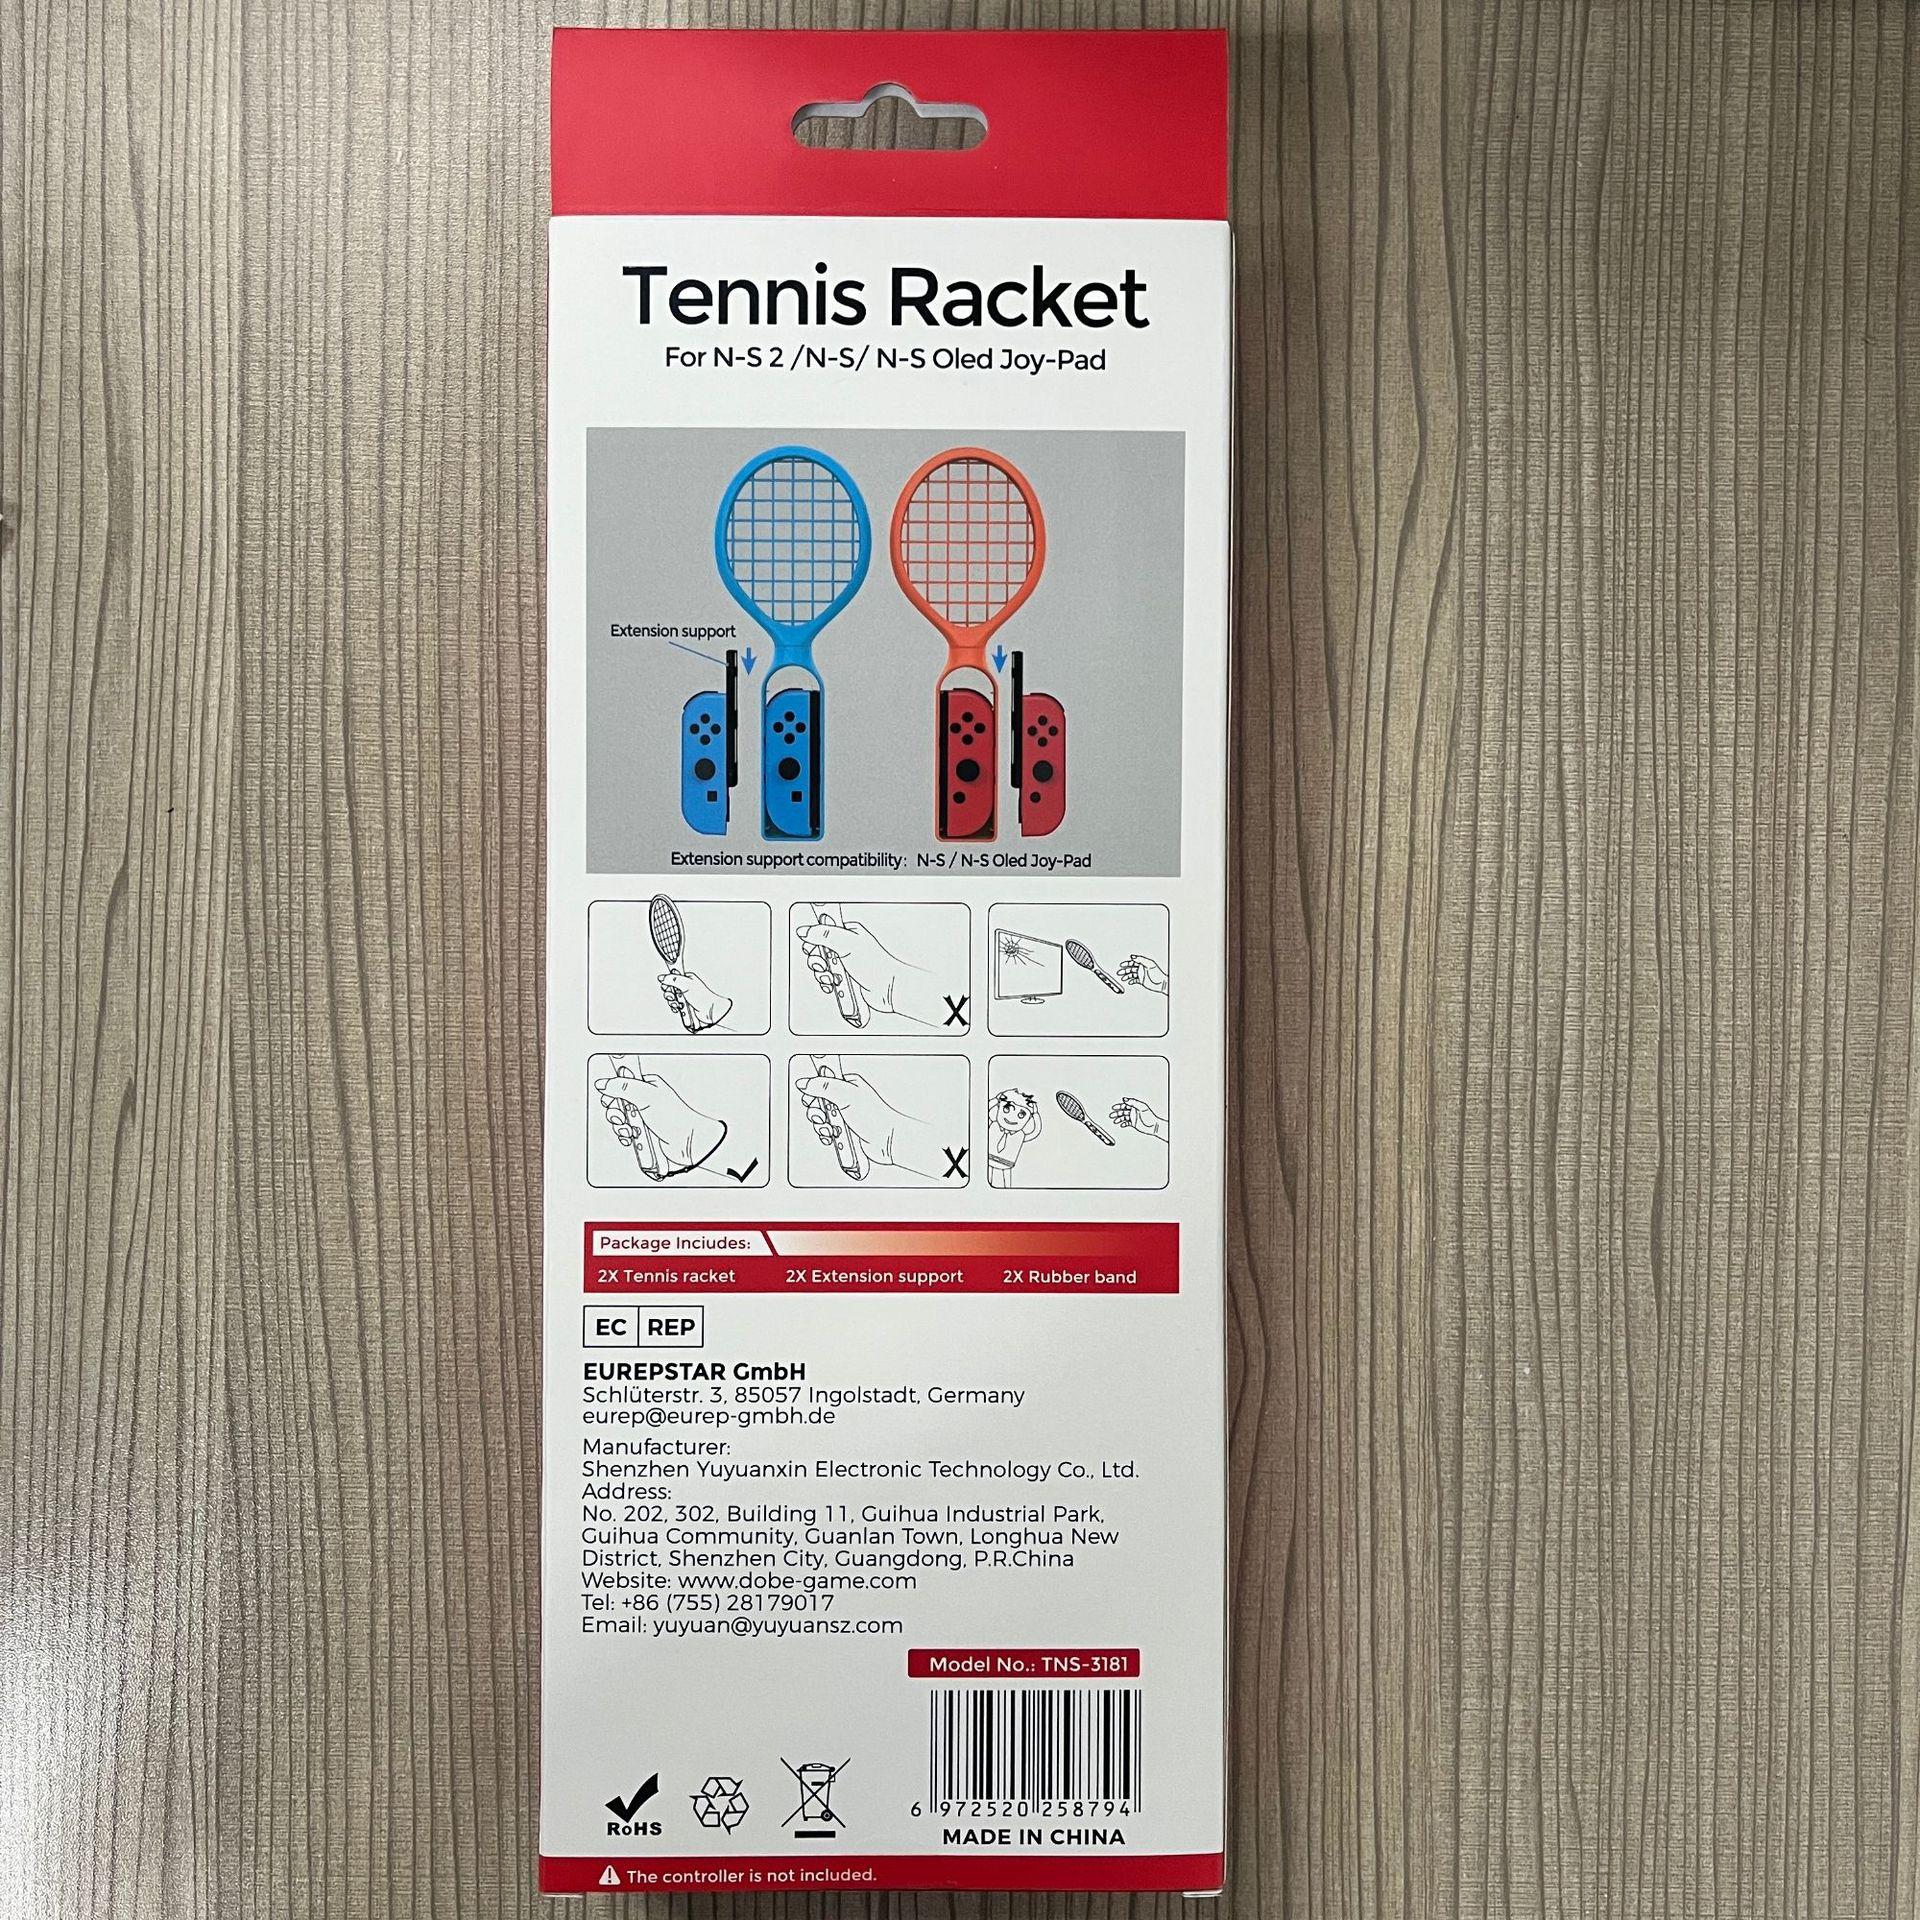 Tennis Racket
For N-S 2 /N-S/ N-S Oled Joy-Pad
Extension support
Extension support compatibility: N-S / N-S Oled Joy-Pad
X
X
Package Inciudes:
2X Tennis racket 2X Extension support 2X Rubber band
EC REP
EUREPSTAR GmbH
Schlüterstr. 3, 85057 Ingolstadt, Germany
eurep@eurep-gmbh.de
Manufacturer:
Shenzhen Yuyuanxin Electronic Technology Co., Ltd.
Address:
No. 202, 302, Building 11, Guihua Industrial Park,
Guihua Community, Guanlan Town, Longhua New
District, Shenzhen City, Guangdong, P.R.China
Website: www.dobe-game.com
Tel: +86 (755) 28179017
Email: yuyuan@yuyuansz.com
Model No.: TNS-3181
6 972520 258794
RoHS
MADE IN CHINA
The controller is not included.